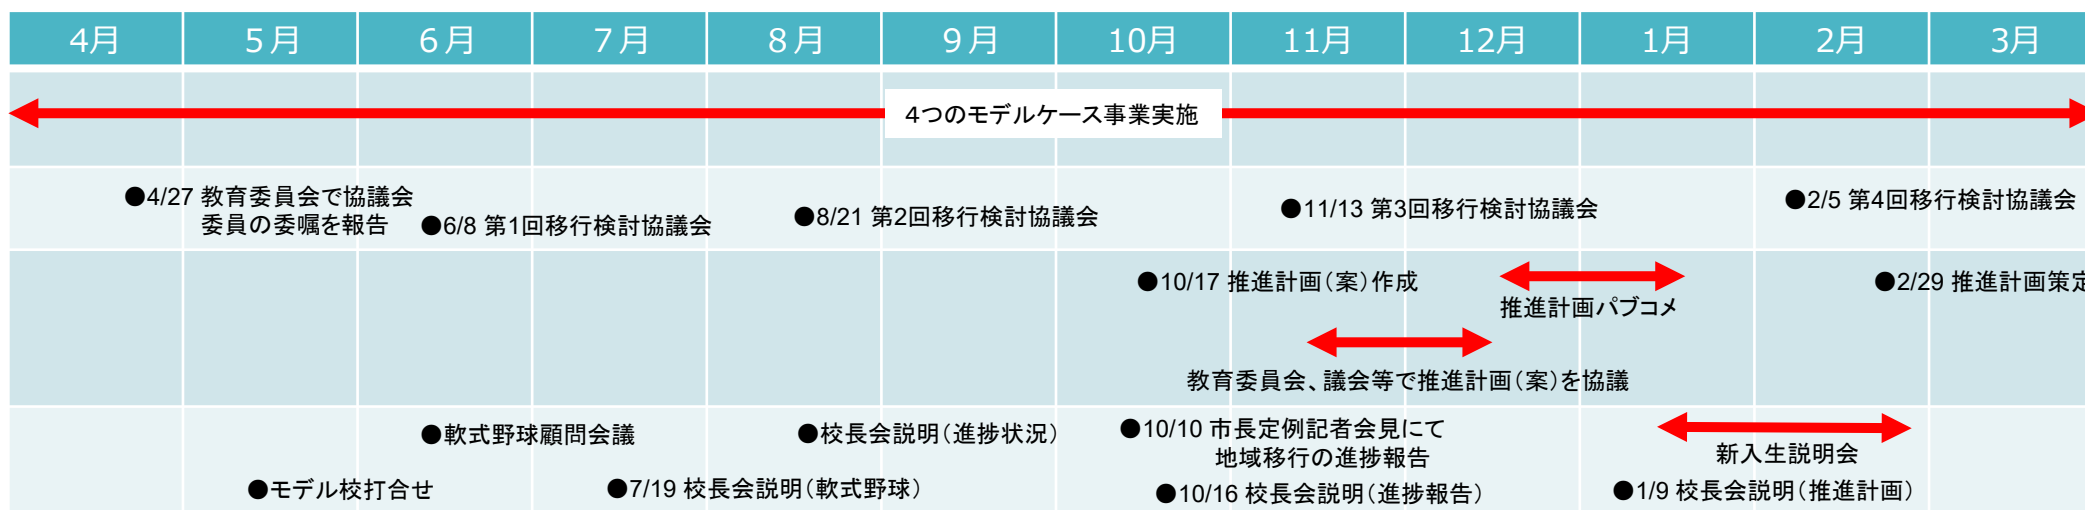 4月 5月 6月 7月 8月 9月 10月 11月 12月 1月 2月 3月
4つのモデルケース事業実施
●4/27 教育委員会で協議会
委員の委嘱を報告
●6/8 第1回移行検討協議会
●8/21 第2回移行検討協議会
●11/13 第3回移行検討協議会
●2/5 第4回移行検討協議会
●10/17 推進計画（案）作成
推進計画パブコメ
●2/29 推進計画策定
教育委員会、議会等で推進計画（案）を協議
●軟式野球顧問会議
●校長会説明（進捗状況）
●10/10 市長定例記者会見にて
地域移行の進捗報告
新入生説明会
●モデル校打合せ
●7/19 校長会説明（軟式野球）
●10/16 校長会説明（進捗報告）
●1/9 校長会説明（推進計画）